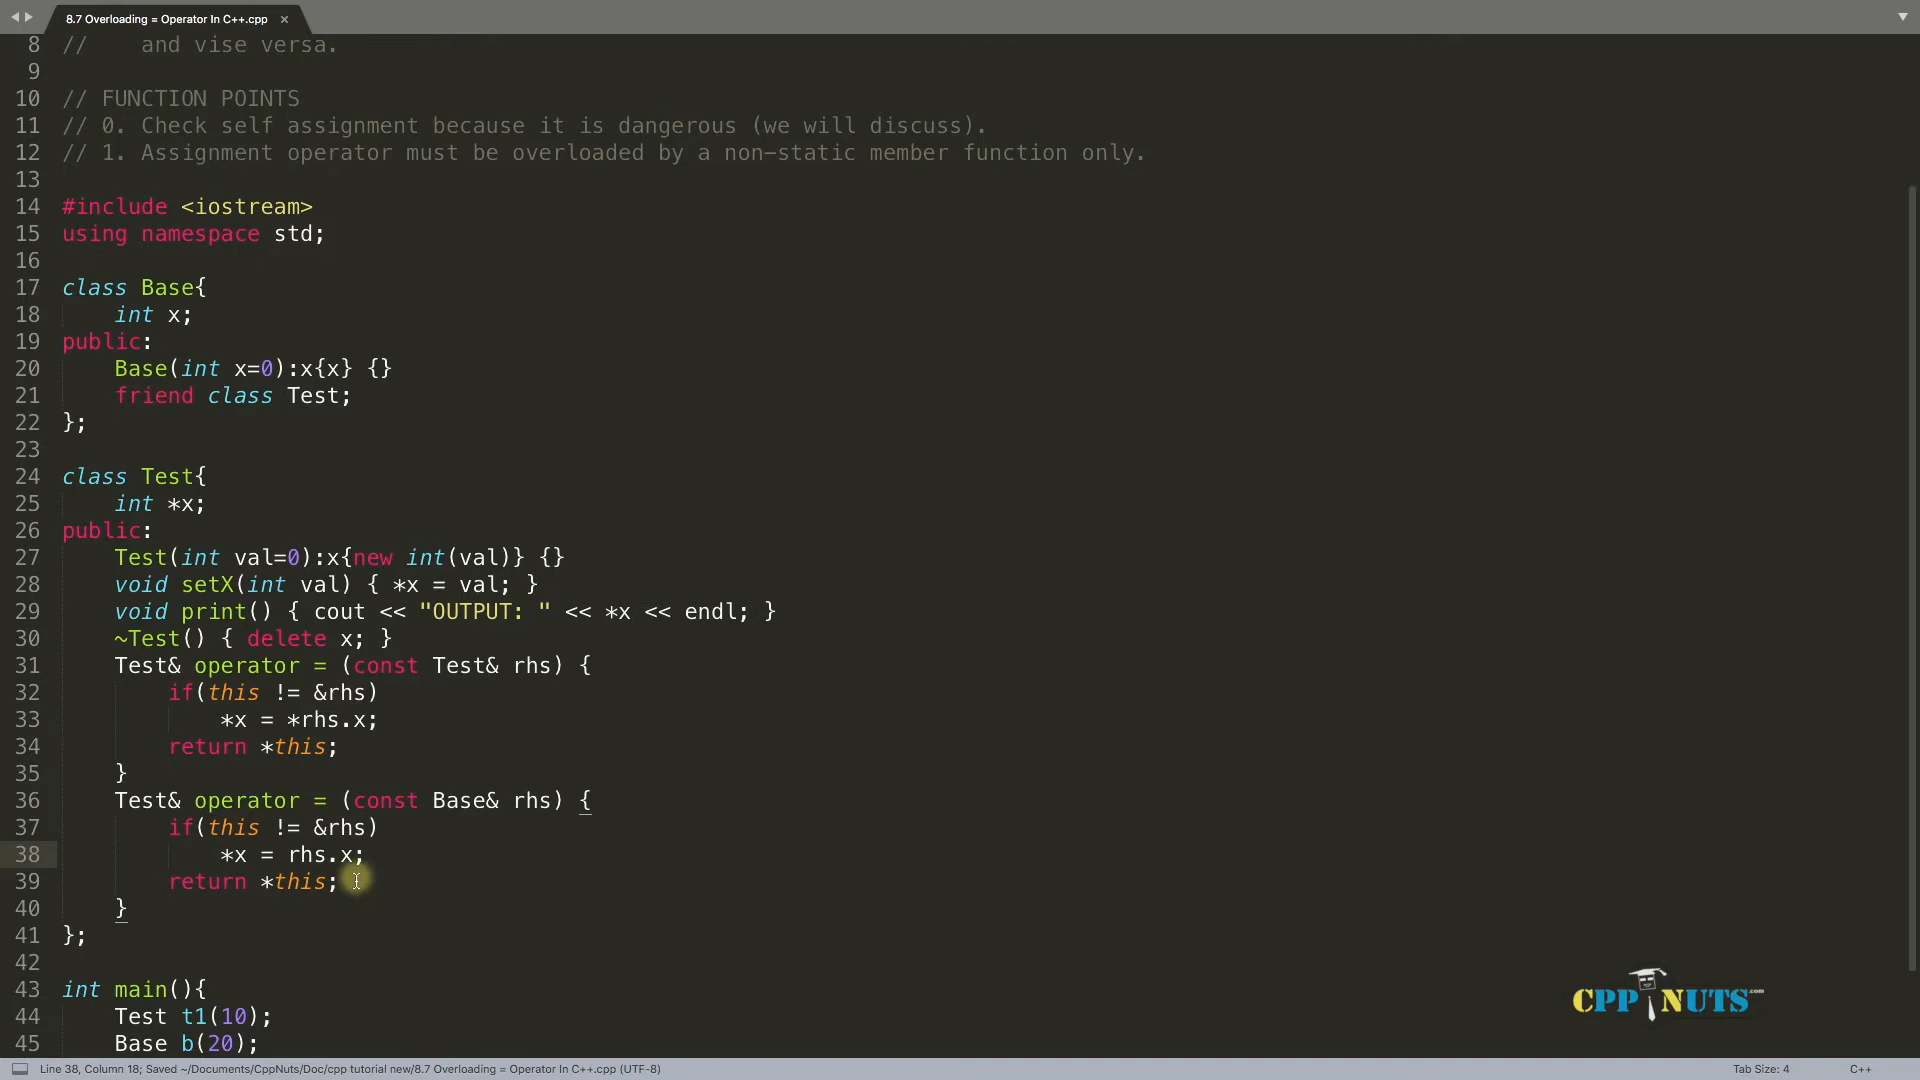 8.7 Overloading = Operator In C++.cpp ×
8 //    and vise versa.
9
10 // FUNCTION POINTS
11 // 0. Check self assignment because it is dangerous (we will discuss).
12 // 1. Assignment operator must be overloaded by a non-static member function only.
13
14 #include <iostream>
15 using namespace std;
16
17 class Base{
18     int x;
19 public:
20     Base(int x=0):x{x} {}
21     friend class Test;
22 };
23
24 class Test{
25     int *x;
26 public:
27     Test(int val=0):x{new int(val)} {}
28     void setX(int val) { *x = val; }
29     void print() { cout << "OUTPUT: " << *x << endl; }
30     ~Test() { delete x; }
31     Test& operator = (const Test& rhs) {
32         if(this != &rhs)
33             *x = *rhs.x;
34         return *this;
35     }
36     Test& operator = (const Base& rhs) {
37         if(this != &rhs)
38             *x = rhs.x;
39         return *this;
40     }
41 };
42
43 int main(){
44     Test t1(10);
45     Base b(20);
CPP NUTS .com
Line 38, Column 18; Saved ~/Documents/CppNuts/Doc/cpp tutorial new/8.7 Overloading = Operator In C++.cpp (UTF-8)
Tab Size: 4
C++